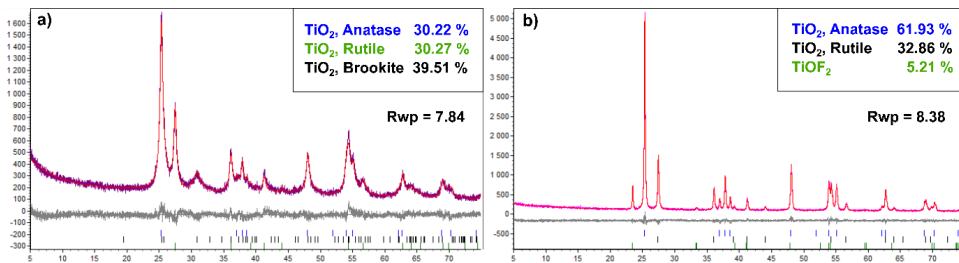 a)
TiO2, Anatase 30.22 %
TiO2, Rutile 30.27 %
TiO2, Brookite 39.51 %
Rwp = 7.84
1 600
1 500
1 400
1 300
1 200
1 100
1 000
900
800
700
600
500
400
300
200
100
0
-100
-200
-300
5 10 15 20 25 30 35 40 45 50 55 60 65 70
b)
TiO2, Anatase 61.93 %
TiO2, Rutile 32.86 %
TiOF2 5.21 %
Rwp = 8.38
5 000
4 500
4 000
3 500
3 000
2 500
2 000
1 500
1 000
500
0
-500
5 10 15 20 25 30 35 40 45 50 55 60 65 70